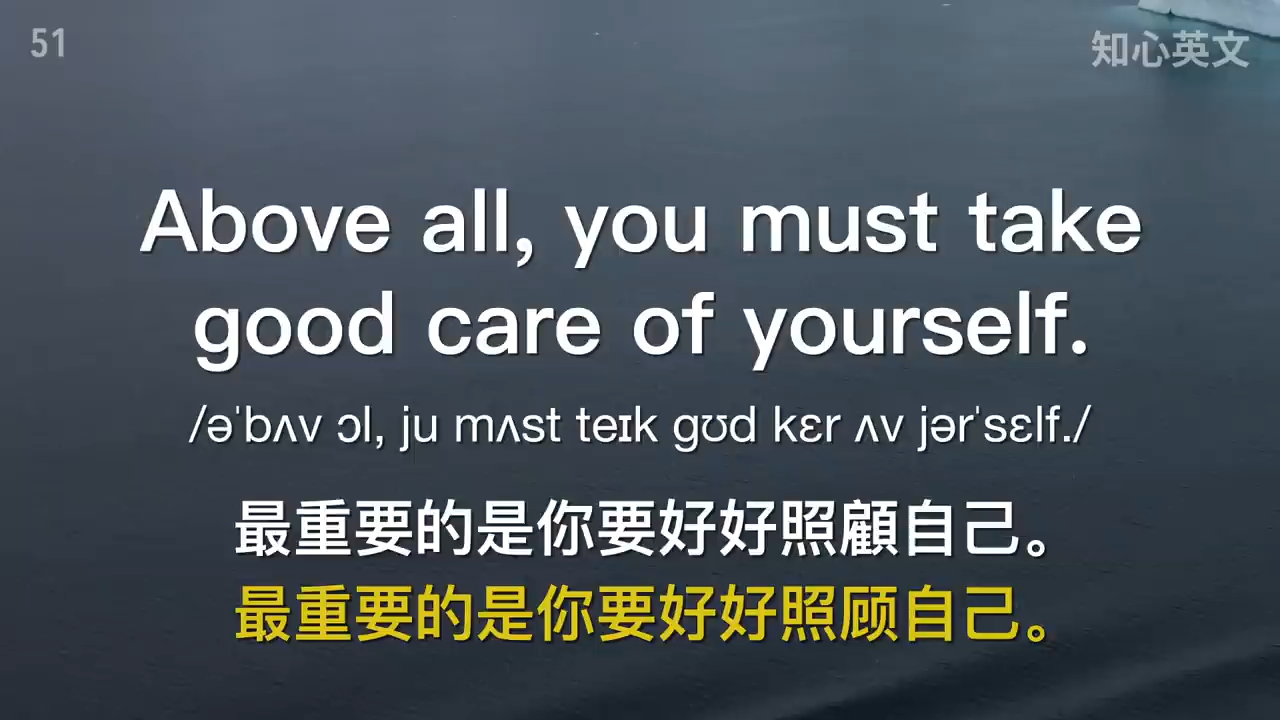 51
知心英文
Above all, you must take
good care of yourself.
/əˈbʌv ɔl, ju mʌst teɪk gʊd kɛr ʌv jərˈsɛlf./
最重要的是你要好好照顧自己。
最重要的是你要好好照顾自己。